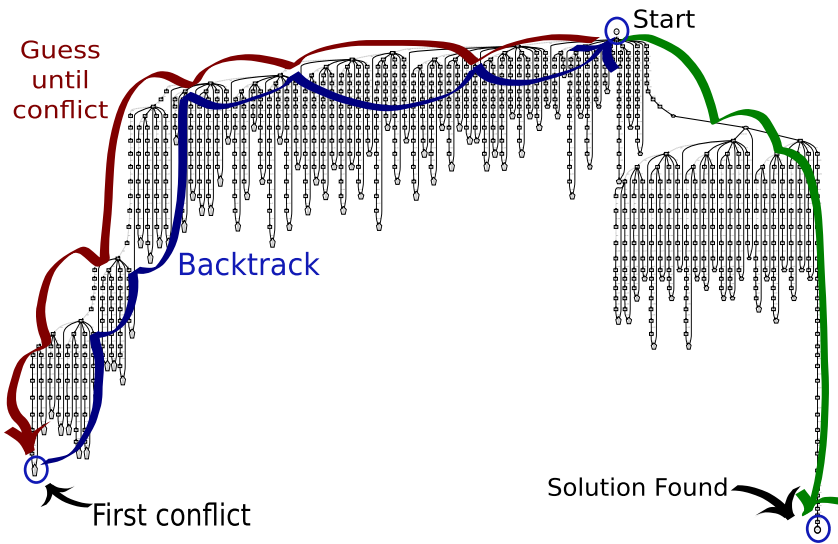 Start
Guess
until
conflict
Backtrack
Solution Found
First conflict